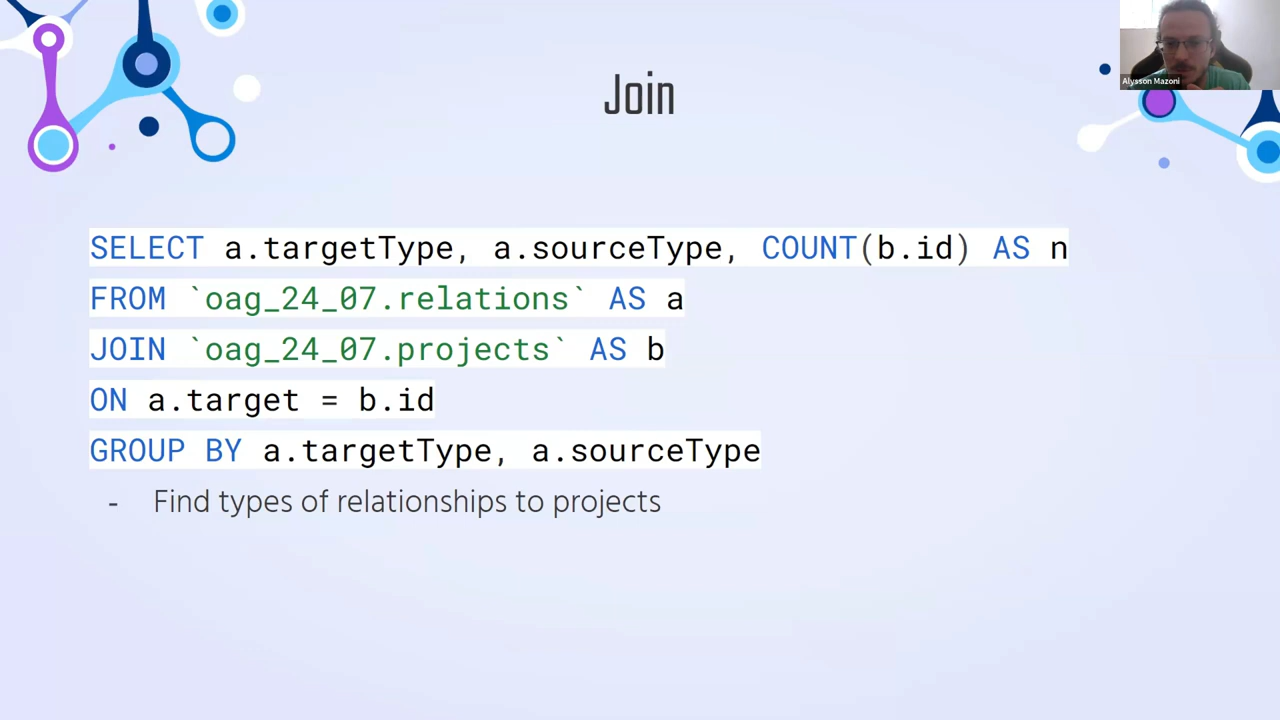 Join
Alysson Mazoni
SELECT a.targetType, a.sourceType, COUNT(b.id) AS n
FROM `oag_24_07.relations` AS a
JOIN `oag_24_07.projects` AS b
ON a.target = b.id
GROUP BY a.targetType, a.sourceType
- Find types of relationships to projects